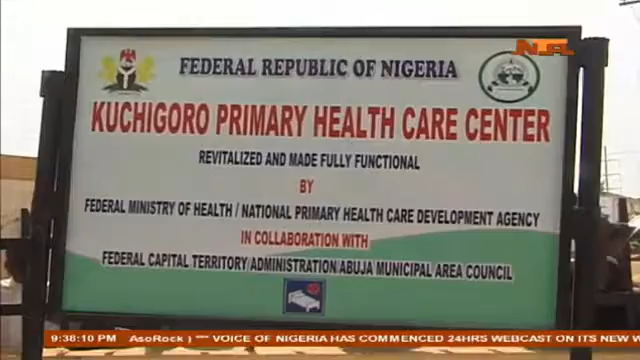 NTA
FEDERAL REPUBLIC OF NIGERIA
KUCHIGORO PRIMARY HEALTH CARE CENTER
REVITALIZED AND MADE FULLY FUNCTIONAL
BY
FEDERAL MINISTRY OF HEALTH / NATIONAL PRIMARY HEALTH CARE DEVELOPMENT AGENCY
IN COLLABORATION WITH
FEDERAL CAPITAL TERRITORY/ADMINISTRATION ABUJA MUNICIPAL AREA COUNCIL
9:38:10 PM AsoRock ) *** VOICE OF NIGERIA HAS COMMENCED 24HRS WEBCAST ON ITS NEW